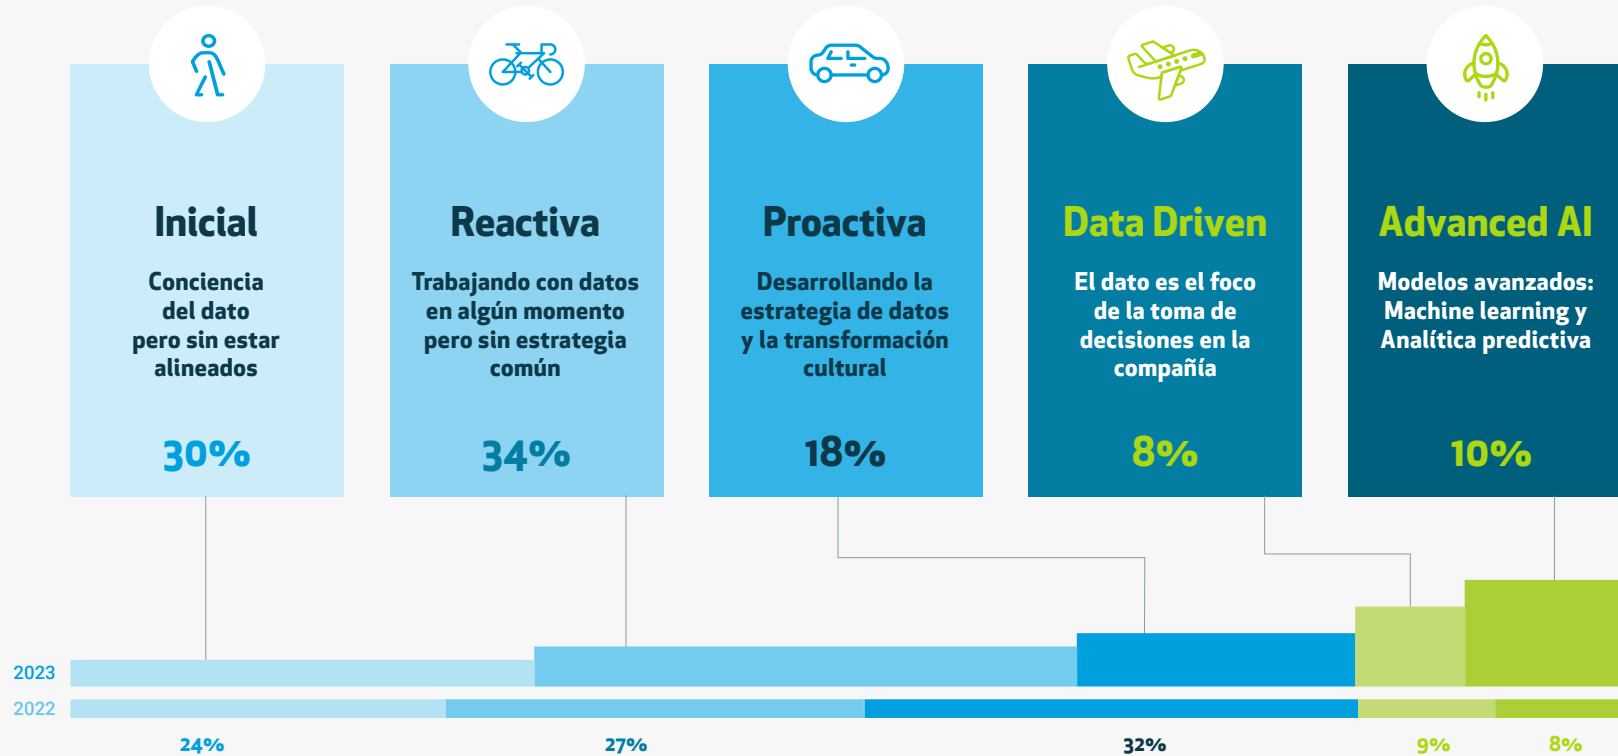 Inicial
Conciencia
del dato
pero sin estar
alineados
30%
Reactiva
Trabajando con datos
en algún momento
pero sin estrategia
común
34%
Proactiva
Desarrollando la
estrategia de datos
y la transformación
cultural
18%
Data Driven
El dato es el foco
de la toma de
decisiones en la
compañía
8%
Advanced AI
Modelos avanzados:
Machine learning y
Analítica predictiva
10%
2023
2022
24%
27%
32%
9%
8%